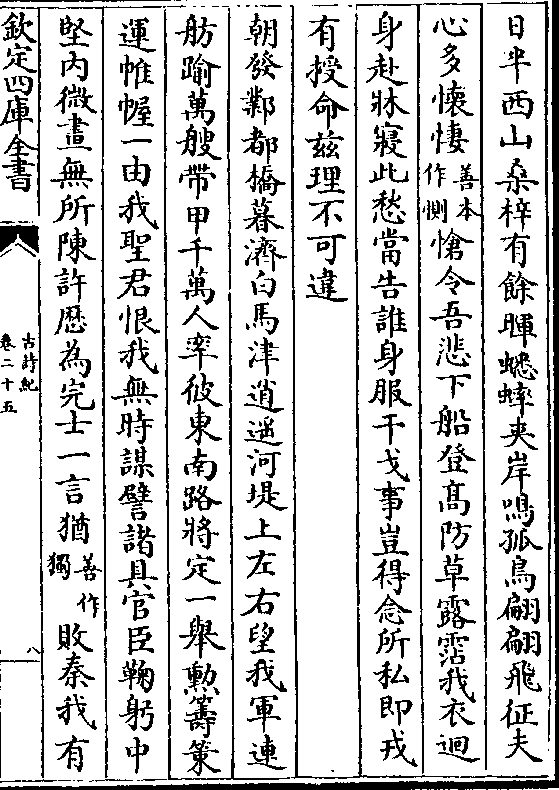 日半西山桑梓有餘暉蟋蟀夾岸鳴孤鳥翩翩飛征夫
心多懷悽善本作惻愴令吾悲下船登髙防草露霑我衣迴
身赴牀寢此愁當告誰身服干戈事豈得念所私即戎
有授命兹理不可違
朝發鄴都橋暮濟白馬津逍遥河堤上左右望我軍連
舫踰萬艘帶甲千萬人率彼東南路將定一舉勲籌策
運帷幄一由我聖君恨我無時謀譬諸具官臣鞠躬中
堅内微畫無所陳許歴為完士一言猶善作獨敗秦我有
欽定四庫全書
古詩紀
卷二十五
八